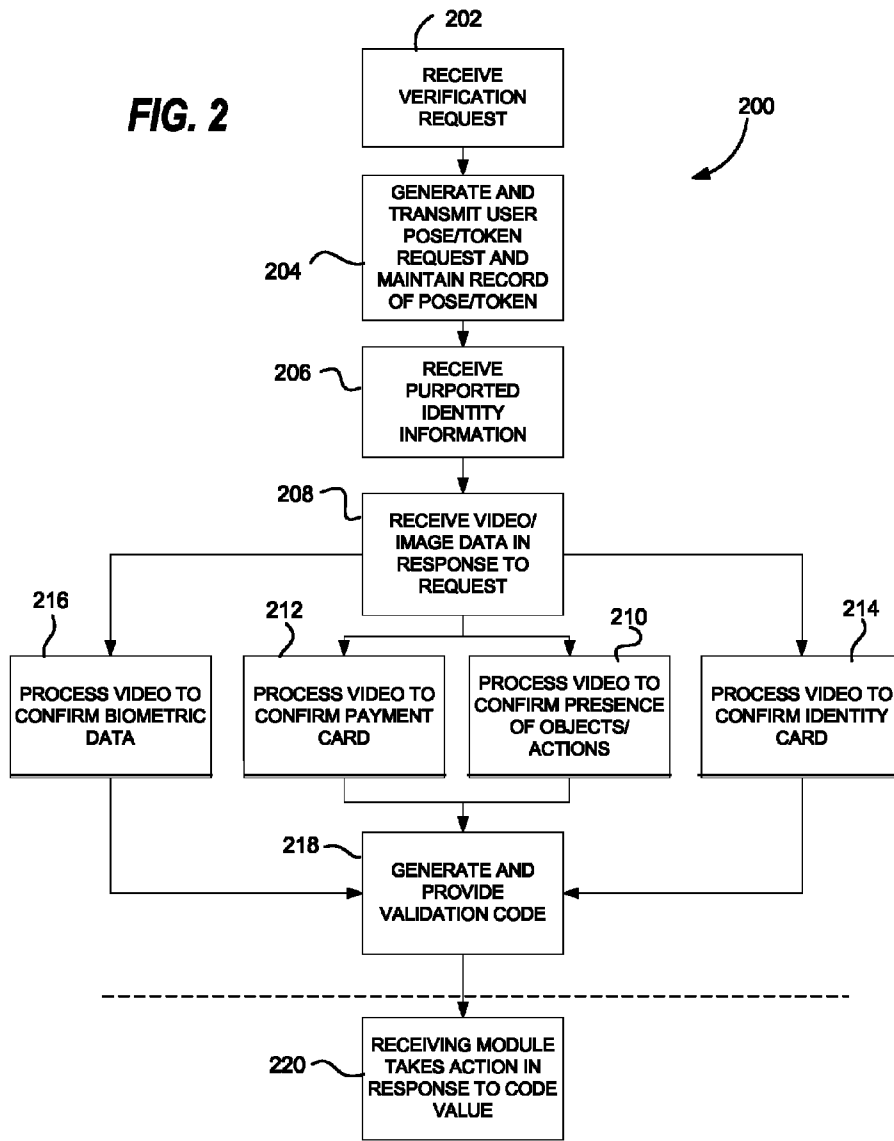 202
RECEIVE
VERIFICATION
REQUEST
FIG. 2
200
GENERATE AND
TRANSMIT USER
POSE/TOKEN
REQUEST AND
MAINTAIN RECORD
OF POSE/TOKEN
204
206
RECEIVE
PURPORTED
IDENTITY
INFORMATION
208
RECEIVE VIDEO/
IMAGE DATA IN
RESPONSE TO
REQUEST
216
PROCESS VIDEO TO
CONFIRM BIOMETRIC
DATA
212
PROCESS VIDEO TO
CONFIRM PAYMENT
CARD
210
PROCESS VIDEO TO
CONFIRM PRESENCE
OF OBJECTS/
ACTIONS
214
PROCESS VIDEO TO
CONFIRM IDENTITY
CARD
218
GENERATE AND
PROVIDE
VALIDATION CODE
220
RECEIVING MODULE
TAKES ACTION IN
RESPONSE TO CODE
VALUE